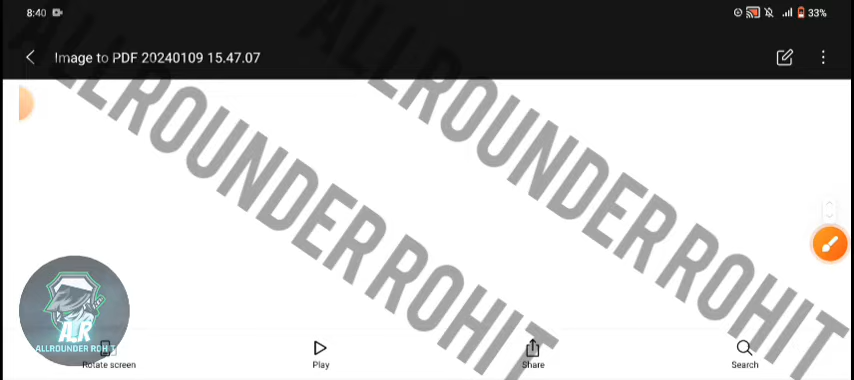 8:40
33%
Image to PDF 20240109 15.47.07
ALLROUNDER ROHIT
ALLROUNDER ROHIT
ALR
ALLROUNDER ROHIT
Rotate screen
Play
Share
Search